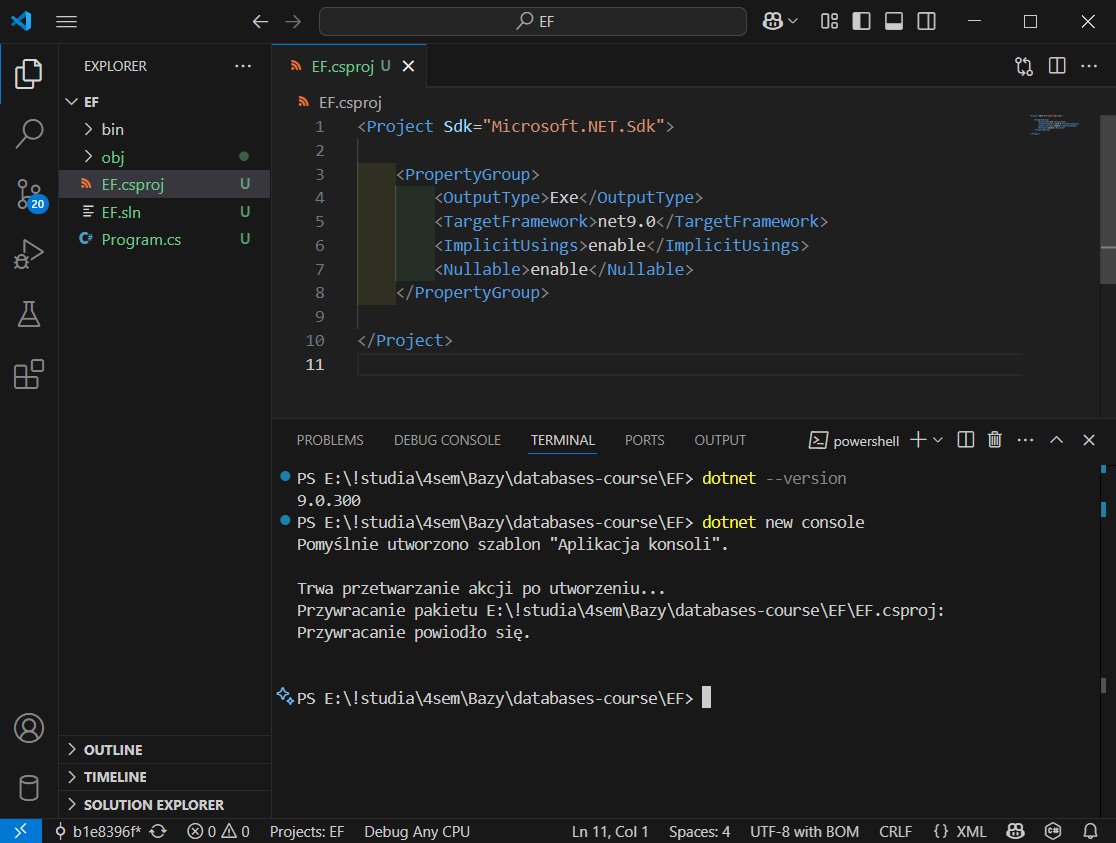 EF
EXPLORER
EF
bin
obj
EF.csproj U
EF.sln U
Program.cs U
20
OUTLINE
TIMELINE
SOLUTION EXPLORER
EF.csproj U
EF.csproj
1 <Project Sdk="Microsoft.NET.Sdk">
2
3 <PropertyGroup>
4 <OutputType>Exe</OutputType>
5 <TargetFramework>net9.0</TargetFramework>
6 <ImplicitUsings>enable</ImplicitUsings>
7 <Nullable>enable</Nullable>
8 </PropertyGroup>
9
10 </Project>
11
PROBLEMS DEBUG CONSOLE TERMINAL PORTS OUTPUT powershell
PS E:\!studia\4sem\Bazy\databases-course\EF> dotnet --version
9.0.300
PS E:\!studia\4sem\Bazy\databases-course\EF> dotnet new console
Pomyślnie utworzono szablon "Aplikacja konsoli".
Trwa przetwarzanie akcji po utworzeniu...
Przywracanie pakietu E:\!studia\4sem\Bazy\databases-course\EF\EF.csproj:
Przywracanie powiodło się.
PS E:\!studia\4sem\Bazy\databases-course\EF>
b1e8396f* 0 0 Projects: EF Debug Any CPU Ln 11, Col 1 Spaces: 4 UTF-8 with BOM CRLF {} XML